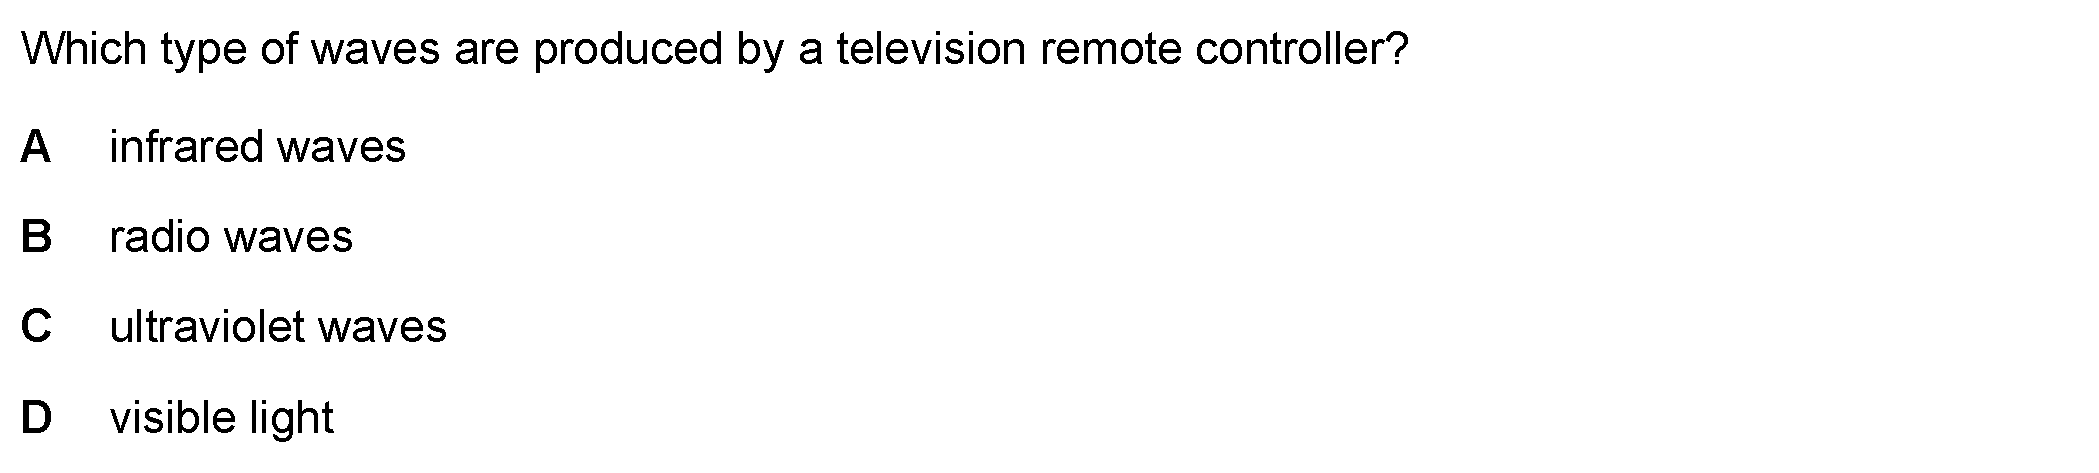 Which type of waves are produced by a television remote controller?
A infrared waves
B radio waves
C ultraviolet waves
D visible light